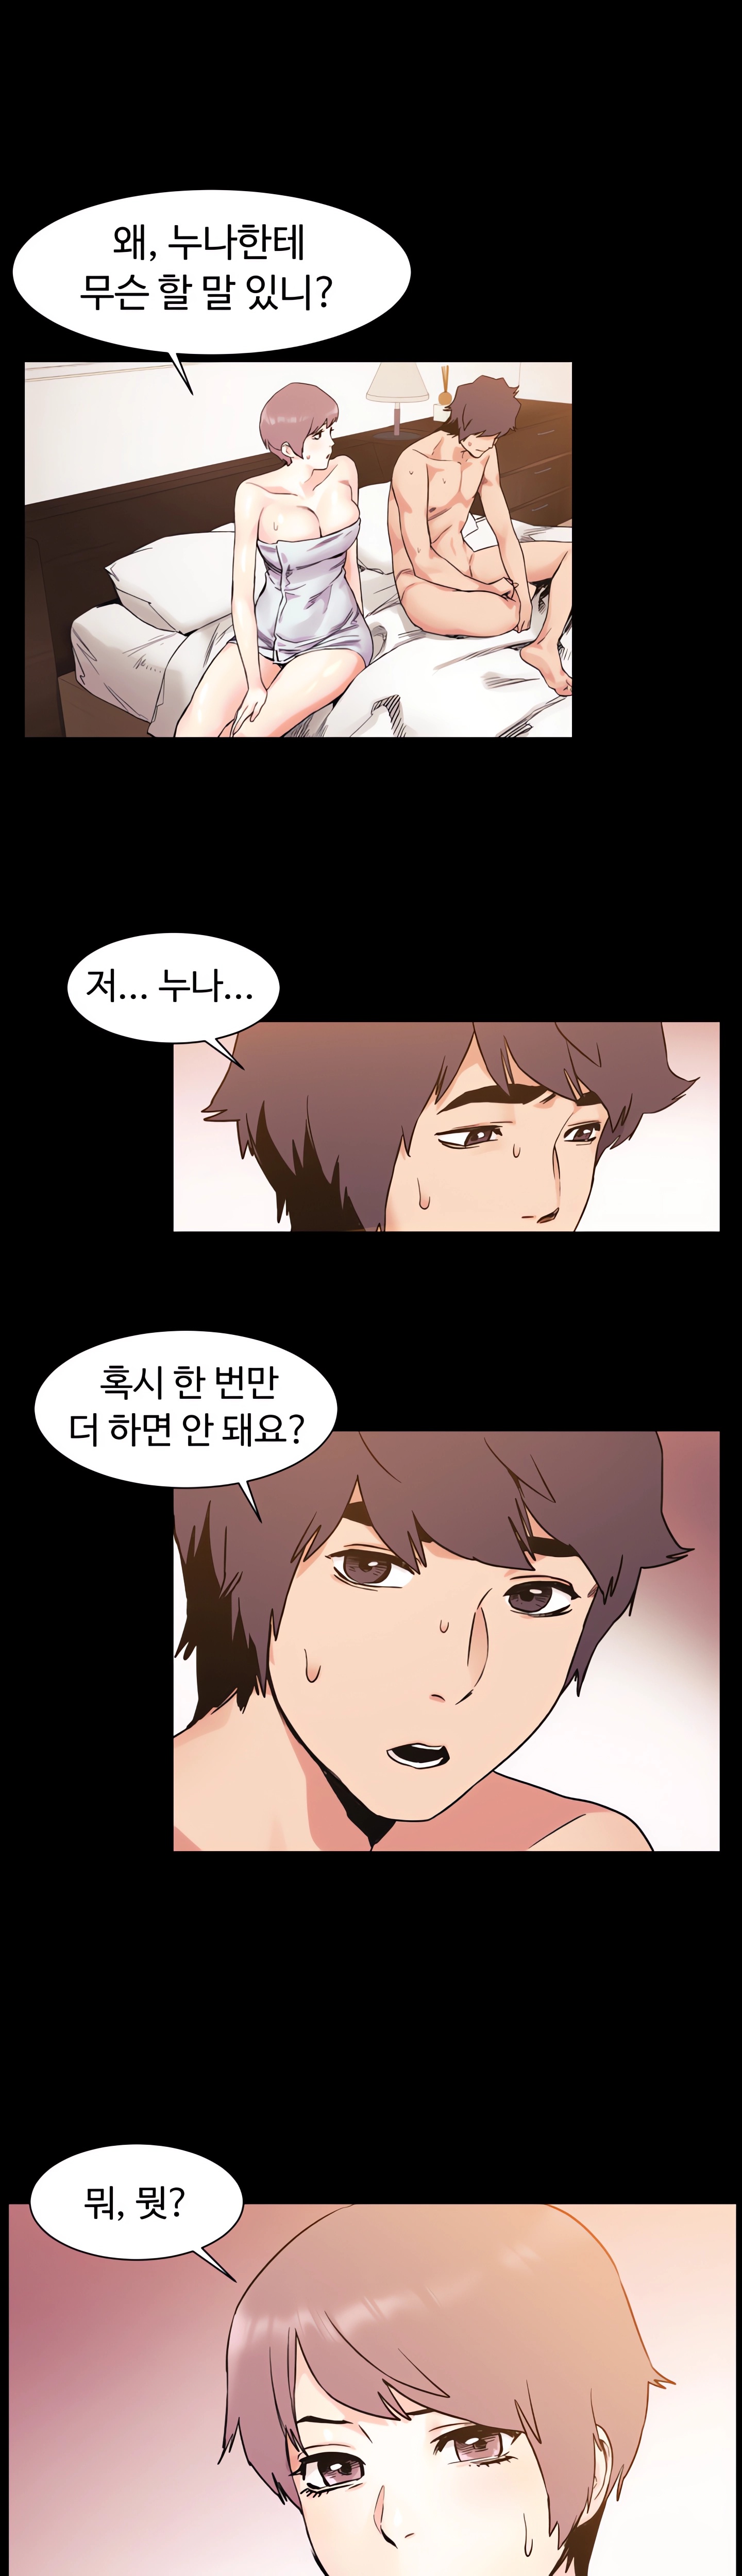 왜, 누나한테
무슨 할 말 있니?
저... 누나...
혹시 한 번만
더 하면 안 돼요?
뭐, 뭣?